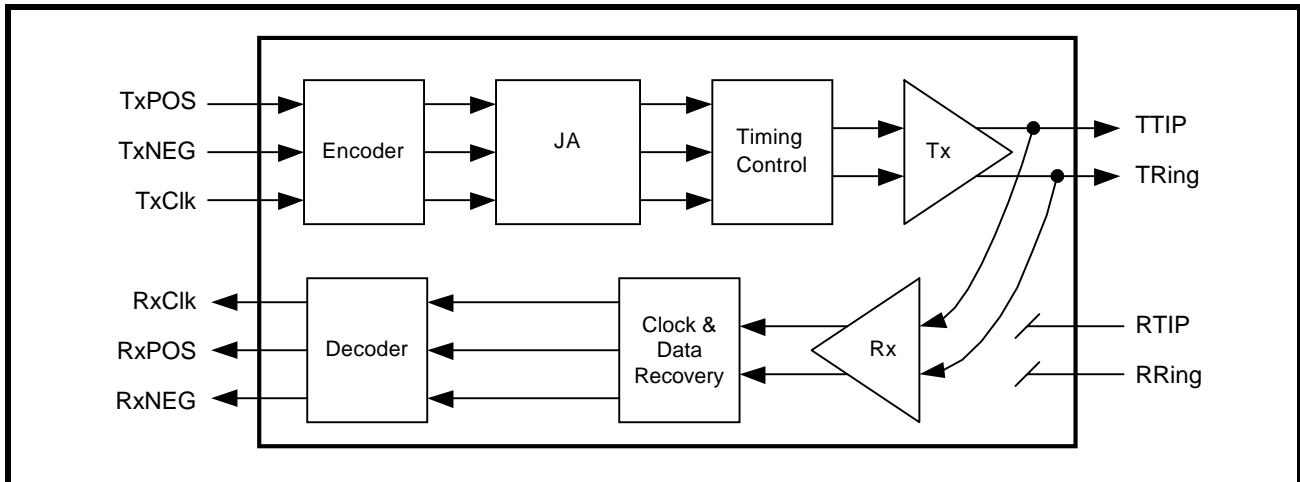 TxPOS
TxNEG
TxClk
Encoder
JA
Timing
Control
Tx
TTIP
TRing
RxClk
RxPOS
RxNEG
Decoder
Clock &
Data
Recovery
Rx
RTIP
RRing